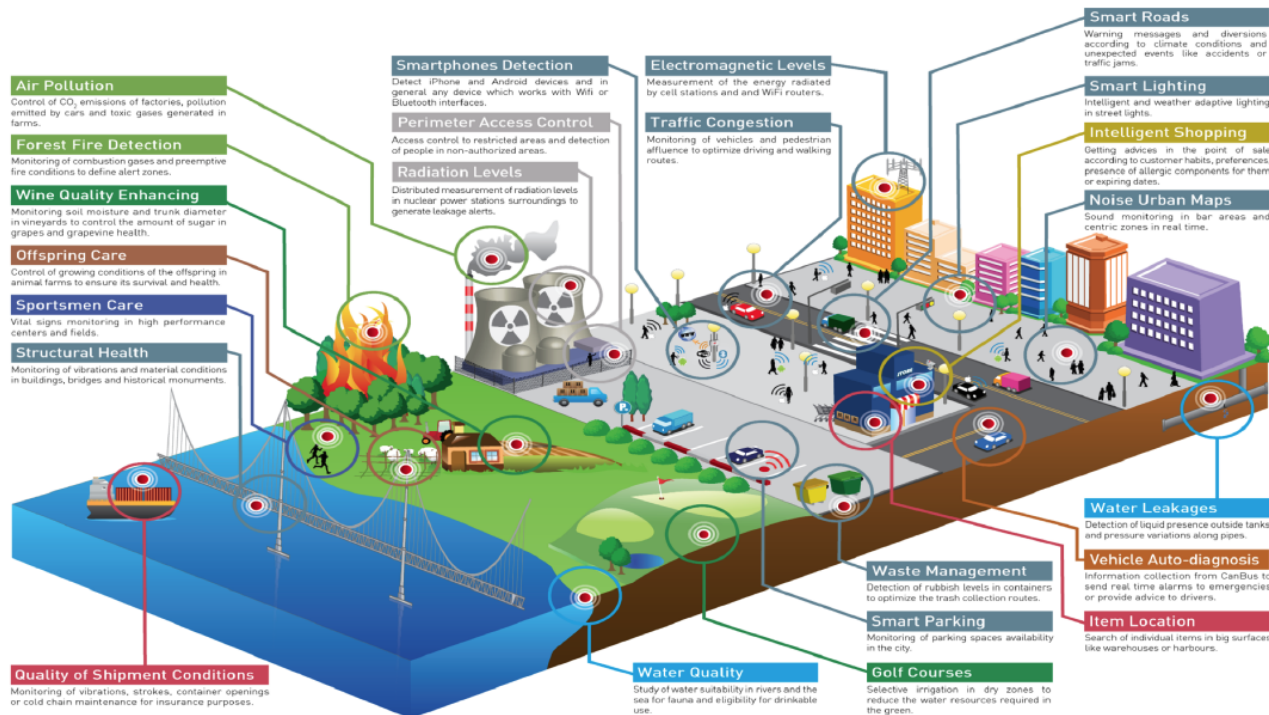 Air Pollution
Control of CO2 emissions of factories, pollution
emitted by cars and toxic gases generated in
farms.
Forest Fire Detection
Monitoring of combustion gases and preemptive
fire conditions to define alert zones.
Wine Quality Enhancing
Monitoring soil moisture and trunk diameter
in vineyards to control the amount of sugar in
grapes and grapevine health.
Offspring Care
Control of growing conditions of the offspring in
animal farms to ensure its survival and health.
Sportsmen Care
Vital signs monitoring in high performance
centers and fields.
Structural Health
Monitoring of vibrations and material conditions
in buildings, bridges and historical monuments.
Quality of Shipment Conditions
Monitoring of vibrations, strokes, container openings
or cold chain maintenance for insurance purposes.
Smartphones Detection
Detect iPhone and Android devices and in
general any device which works with Wifi or
Bluetooth interfaces.
Perimeter Access Control
Access control to restricted areas and detection
of people in non-authorized areas.
Radiation Levels
Distributed measurement of radiation levels
in nuclear power stations surroundings to
generate leakage alerts.
Electromagnetic Levels
Measurement of the energy radiated
by cell stations and and WiFi routers.
Traffic Congestion
Monitoring of vehicles and pedestrian
affluence to optimize driving and walking
routes.
Smart Roads
Warning messages and diversions
according to climate conditions and
unexpected events like accidents or
traffic jams.
Smart Lighting
Intelligent and weather adaptive lighting
in street lights.
Intelligent Shopping
Getting advices in the point of sale
according to customer habits, preferences,
presence of allergic components for them
or expiring dates.
Noise Urban Maps
Sound monitoring in bar areas and
centric zones in real time.
STORE
P
Water Leakages
Detection of liquid presence outside tanks
and pressure variations along pipes.
Vehicle Auto-diagnosis
Information collection from CanBus to
send real time alarms to emergencies
or provide advice to drivers.
Item Location
Search of individual items in big surfaces
like warehouses or harbours.
Waste Management
Detection of rubbish levels in containers
to optimize the trash collection routes.
Smart Parking
Monitoring of parking spaces availability
in the city.
Golf Courses
Selective irrigation in dry zones to
reduce the water resources required in
the green.
Water Quality
Study of water suitability in rivers and the
sea for fauna and eligibility for drinkable
use.